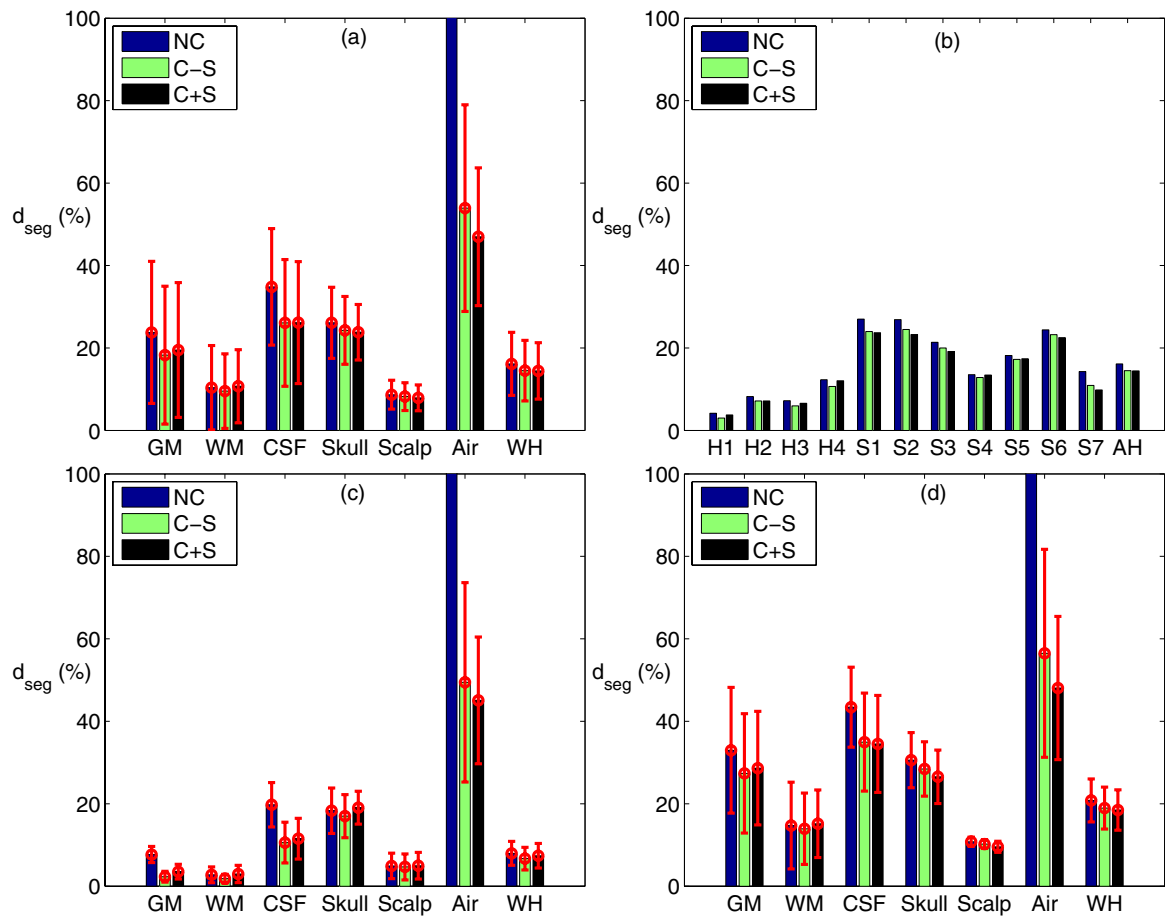 (a)
NC
C−S
C+S
100
80
60
40
20
0
d_seg (%)
GM WM CSF Skull Scalp Air WH
(b)
NC
C−S
C+S
100
80
60
40
20
0
d_seg (%)
H1 H2 H3 H4 S1 S2 S3 S4 S5 S6 S7 AH
(c)
NC
C−S
C+S
100
80
60
40
20
0
d_seg (%)
GM WM CSF Skull Scalp Air WH
(d)
NC
C−S
C+S
100
80
60
40
20
0
d_seg (%)
GM WM CSF Skull Scalp Air WH